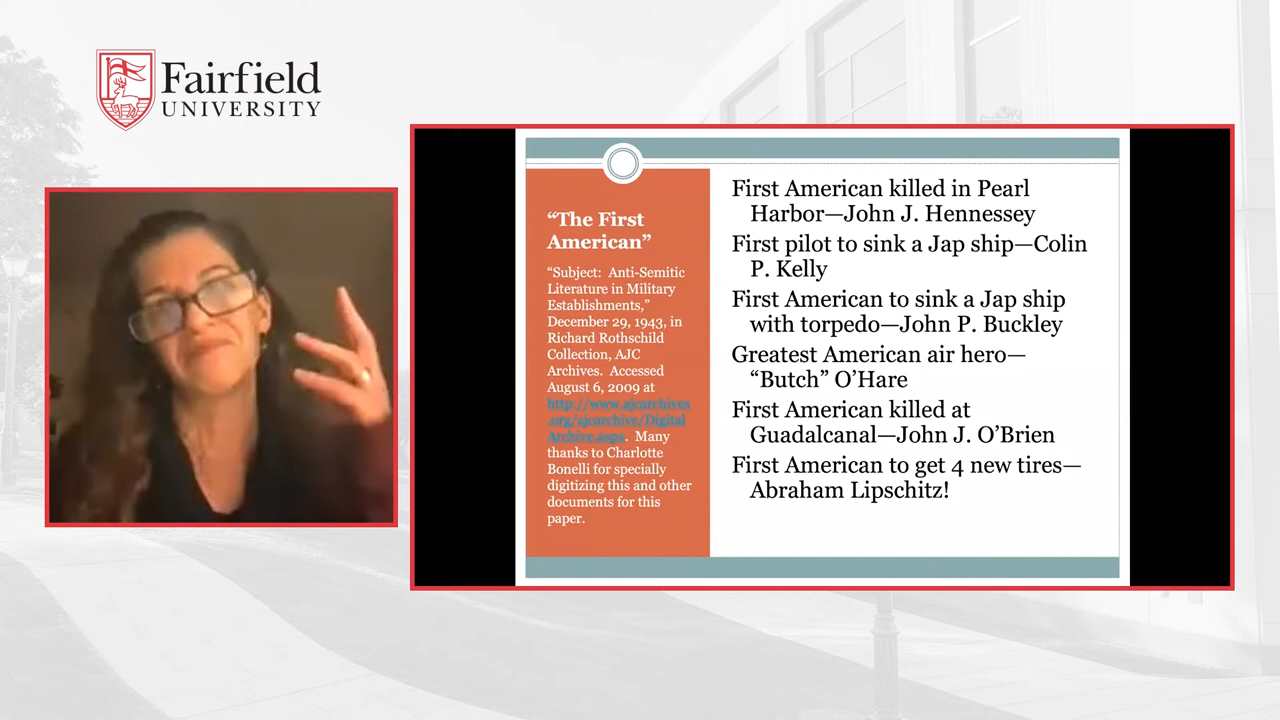 Fairfield
UNIVERSITY
“The First
American”
“Subject: Anti-Semitic
Literature in Military
Establishments,”
December 29, 1943, in
Richard Rothschild
Collection, AJC
Archives. Accessed
August 6, 2009 at
http://www.ajcarchives
.org/ajcarchive/Digital
Archive.aspx. Many
thanks to Charlotte
Bonelli for specially
digitizing this and other
documents for this
paper.
First American killed in Pearl
Harbor—John J. Hennessey
First pilot to sink a Jap ship—Colin
P. Kelly
First American to sink a Jap ship
with torpedo—John P. Buckley
Greatest American air hero—
“Butch” O’Hare
First American killed at
Guadalcanal—John J. O’Brien
First American to get 4 new tires—
Abraham Lipschitz!